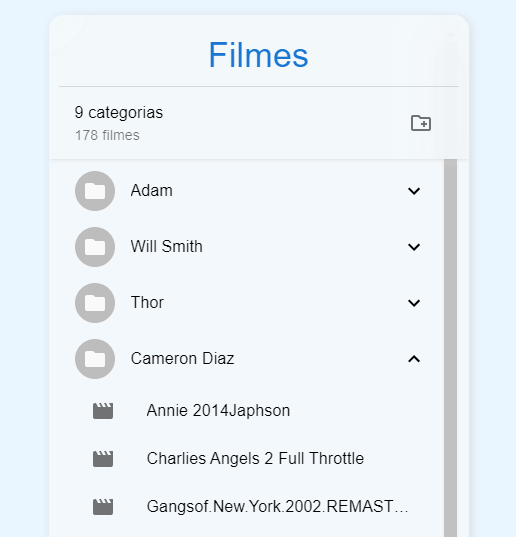 Filmes
9 categorias
178 filmes
Adam
Will Smith
Thor
Cameron Diaz
Annie 2014Japhson
Charlies Angels 2 Full Throttle
Gangsof.New.York.2002.REMAST…